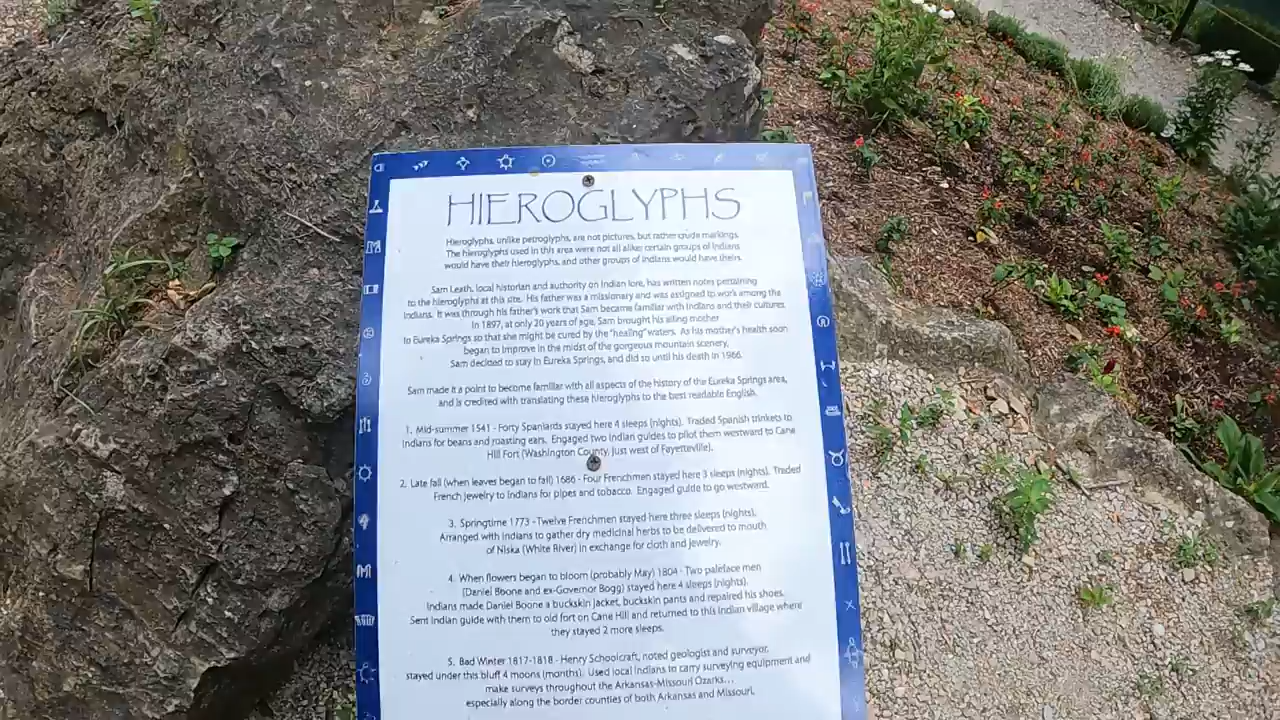 HIEROGLYPHS
Hieroglyphs, unlike petroglyphs, are not pictures, but rather crude markings.
The hieroglyphs used in this area were not all alike; certain groups of Indians
would have their hieroglyphs, and other groups of Indians would have theirs.
Sam Leath, local historian and authority on Indian lore, has written notes pertaining
to the hieroglyphs at this site. His father was a missionary and was assigned to work among the
Indians. It was through his father's work that Sam became familiar with Indians and their cultures.
In 1897, at only 20 years of age, Sam brought his ailing mother
to Eureka Springs so that she might be cured by the "healing" waters. As his mother's health soon
began to improve in the midst of the gorgeous mountain scenery,
Sam decided to stay in Eureka Springs, and did so until his death in 1966.
Sam made it a point to become familiar with all aspects of the history of the Eureka Springs area,
and is credited with translating these hieroglyphs to the best readable English.
1. Mid-summer 1541 - Forty Spaniards stayed here 4 sleeps (nights). Traded Spanish trinkets to
Indians for beans and roasting ears. Engaged two Indian guides to pilot them westward to Cane
Hill Fort (Washington County, just west of Fayetteville).
2. Late fall (when leaves began to fall) 1686 - Four Frenchmen stayed here 3 sleeps (nights). Traded
French jewelry to Indians for pipes and tobacco. Engaged guide to go westward.
3. Springtime 1773 - Twelve Frenchmen stayed here three sleeps (nights).
Arranged with Indians to gather dry medicinal herbs to be delivered to mouth
of Niska (White River) in exchange for cloth and jewelry.
4. When flowers began to bloom (probably May) 1804 - Two paleface men
(Daniel Boone and ex-Governor Bogg) stayed here 4 sleeps (nights).
Indians made Daniel Boone a buckskin jacket, buckskin pants and repaired his shoes.
Sent Indian guide with them to old fort on Cane Hill and returned to this Indian village where
they stayed 2 more sleeps.
5. Bad Winter 1817-1818 - Henry Schoolcraft, noted geologist and surveyor,
stayed under this bluff 4 moons (months). Used local Indians to carry surveying equipment and
make surveys throughout the Arkansas-Missouri Ozarks...
especially along the border counties of both Arkansas and Missouri.